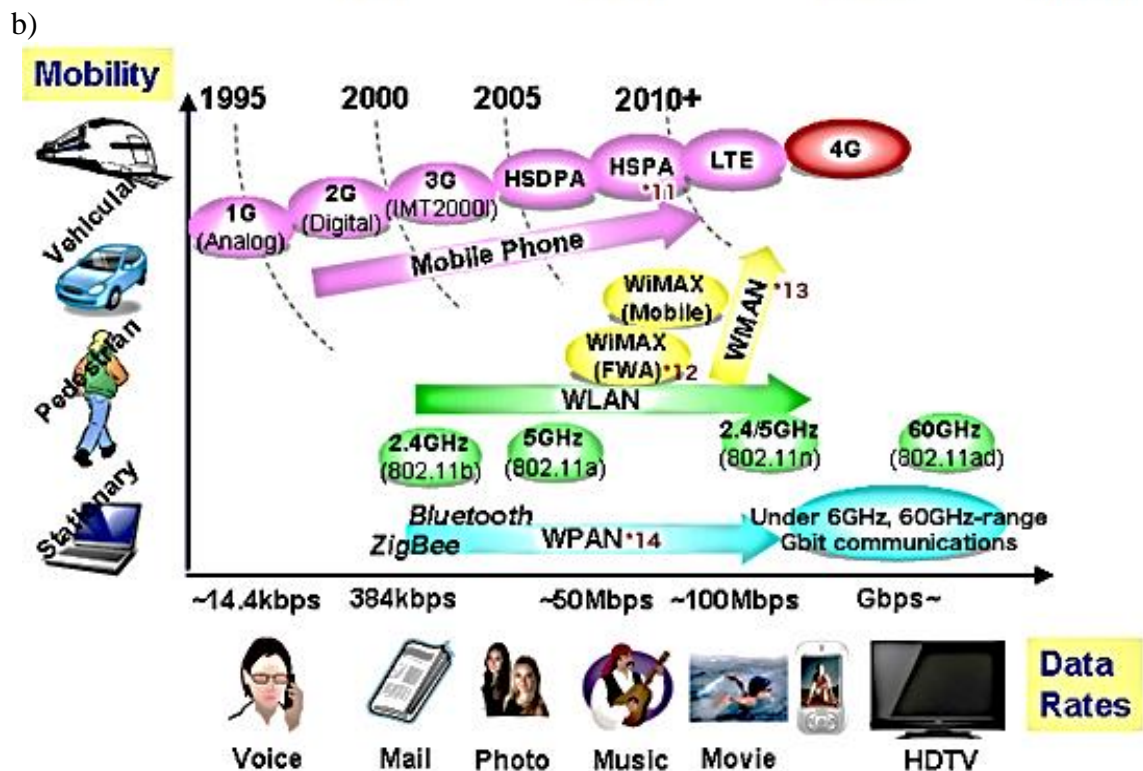 b)
Mobility
1995
2000
2005
2010+
1G
(Analog)
2G
(Digital)
3G
(IMT2000I
HSDPA
HSPA
*11
LTE
4G
Mobile Phone
Vehicular
WiMAX
(Mobile)
WiMAX
(FWA)*12
WMAN
*13
Pedestrian
WLAN
2.4GHz
(802.11b)
5GHz
(802.11a)
2.4/5GHz
(802.11n)
60GHz
(802.11ad)
Stationary
Bluetooth
ZigBee
WPAN*14
Under 6GHz, 60GHz-range
Gbit communications
~14.4kbps
384kbps
~50Mbps
~100Mbps
Gbps~
Voice
Mail
Photo
Music
Movie
HDTV
Data
Rates